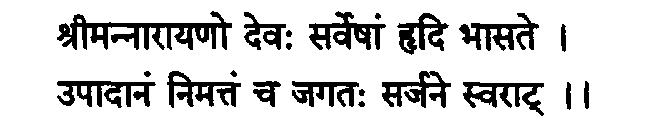 श्रीमन्नारायणो देवः सर्वेषां हृदि भासते ।
उपादानं निमत्तं च जगतः सर्जने स्वराट् ।।